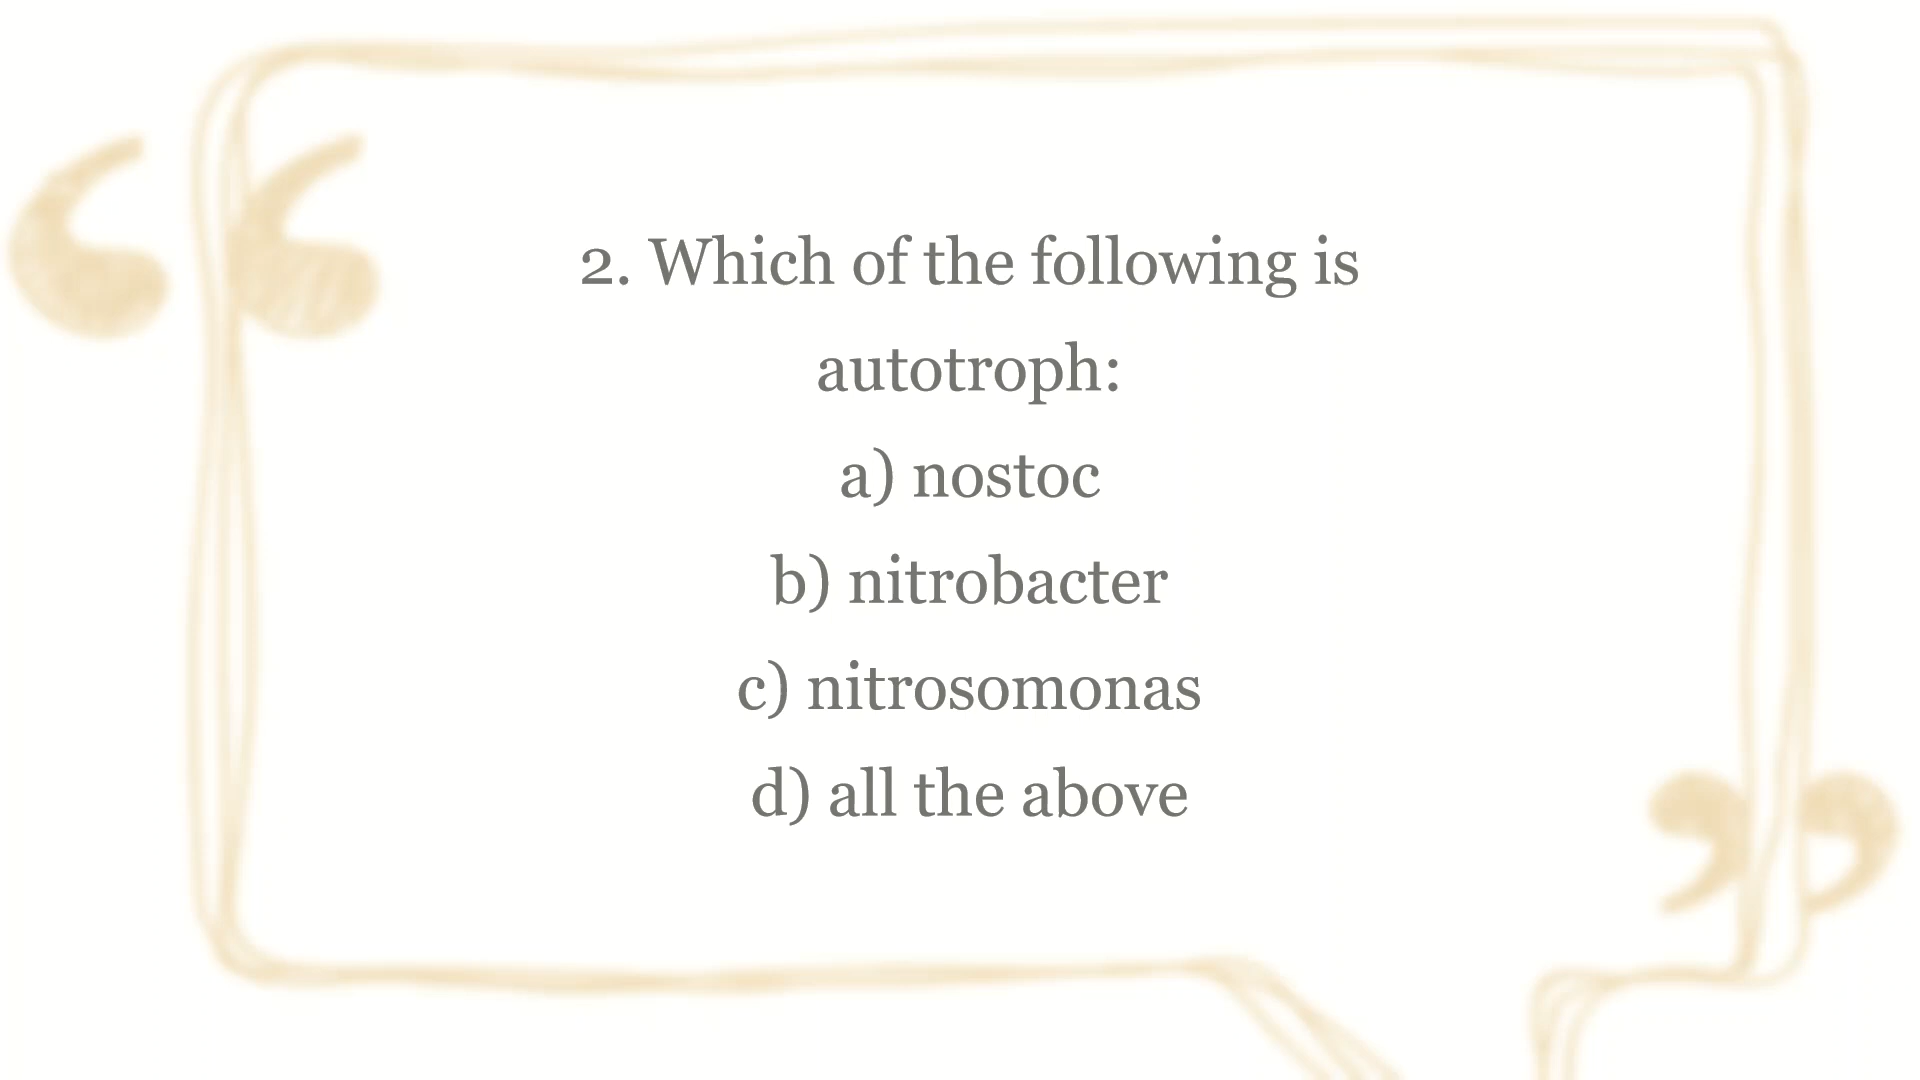 2. Which of the following is
autotroph:
a) nostoc
b) nitrobacter
c) nitrosomonas
d) all the above